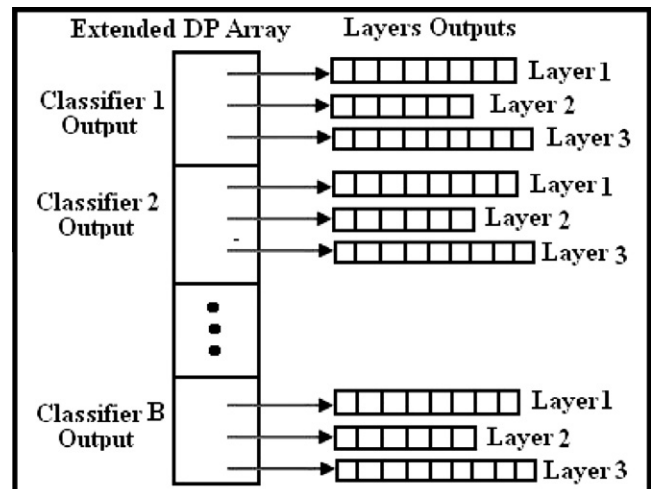 Extended DP Array
Layers Outputs
Classifier 1
Output
Layer 1
Layer 2
Layer 3
Classifier 2
Output
Layer 1
Layer 2
Layer 3
Classifier B
Output
Layer 1
Layer 2
Layer 3